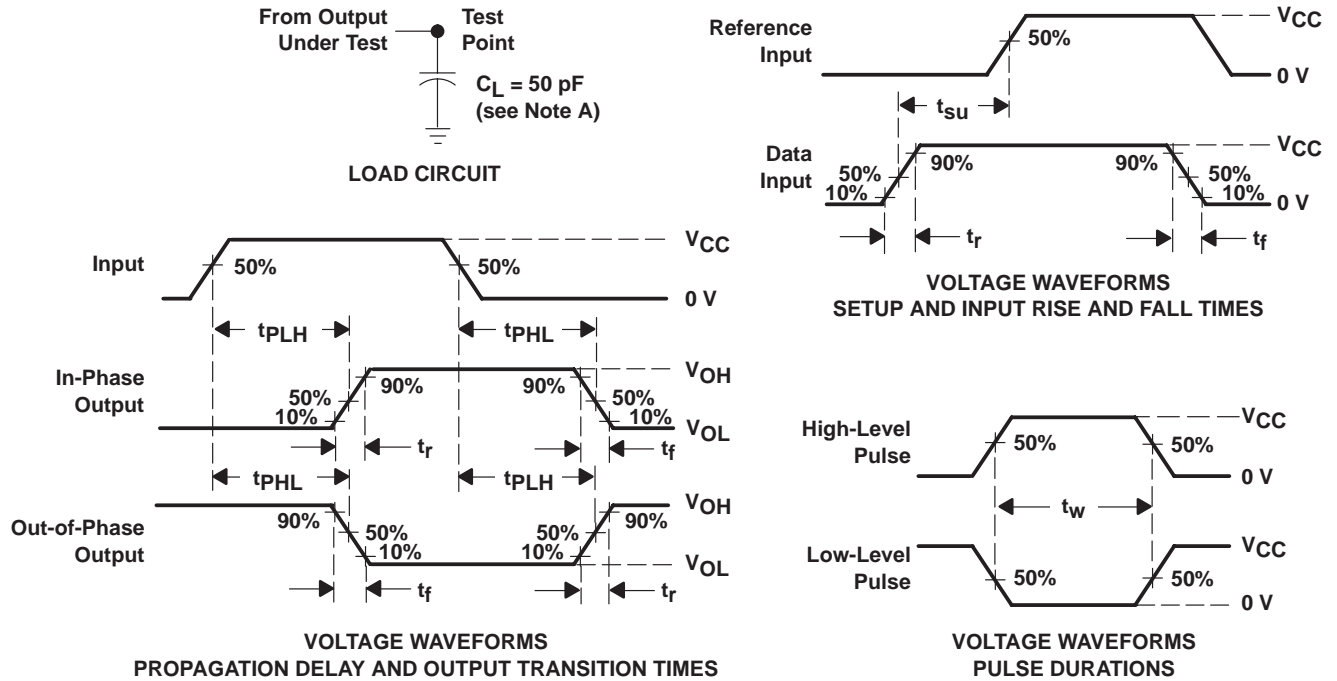 From Output
Under Test
Test
Point
CL = 50 pF
(see Note A)
LOAD CIRCUIT
Reference
Input
50%
VCC
0 V
tsu
Data
Input
50%
10%
90%
90%
50%
10%
VCC
0 V
tr
tf
VOLTAGE WAVEFORMS
SETUP AND INPUT RISE AND FALL TIMES
Input
50%
50%
VCC
0 V
tPLH
tPHL
In-Phase
Output
50%
10%
90%
90%
50%
10%
VOH
VOL
tr
tf
tPHL
tPLH
Out-of-Phase
Output
90%
50%
10%
50%
10%
90%
VOH
VOL
tf
tr
VOLTAGE WAVEFORMS
PROPAGATION DELAY AND OUTPUT TRANSITION TIMES
High-Level
Pulse
50%
50%
VCC
0 V
tw
Low-Level
Pulse
50%
50%
VCC
0 V
VOLTAGE WAVEFORMS
PULSE DURATIONS